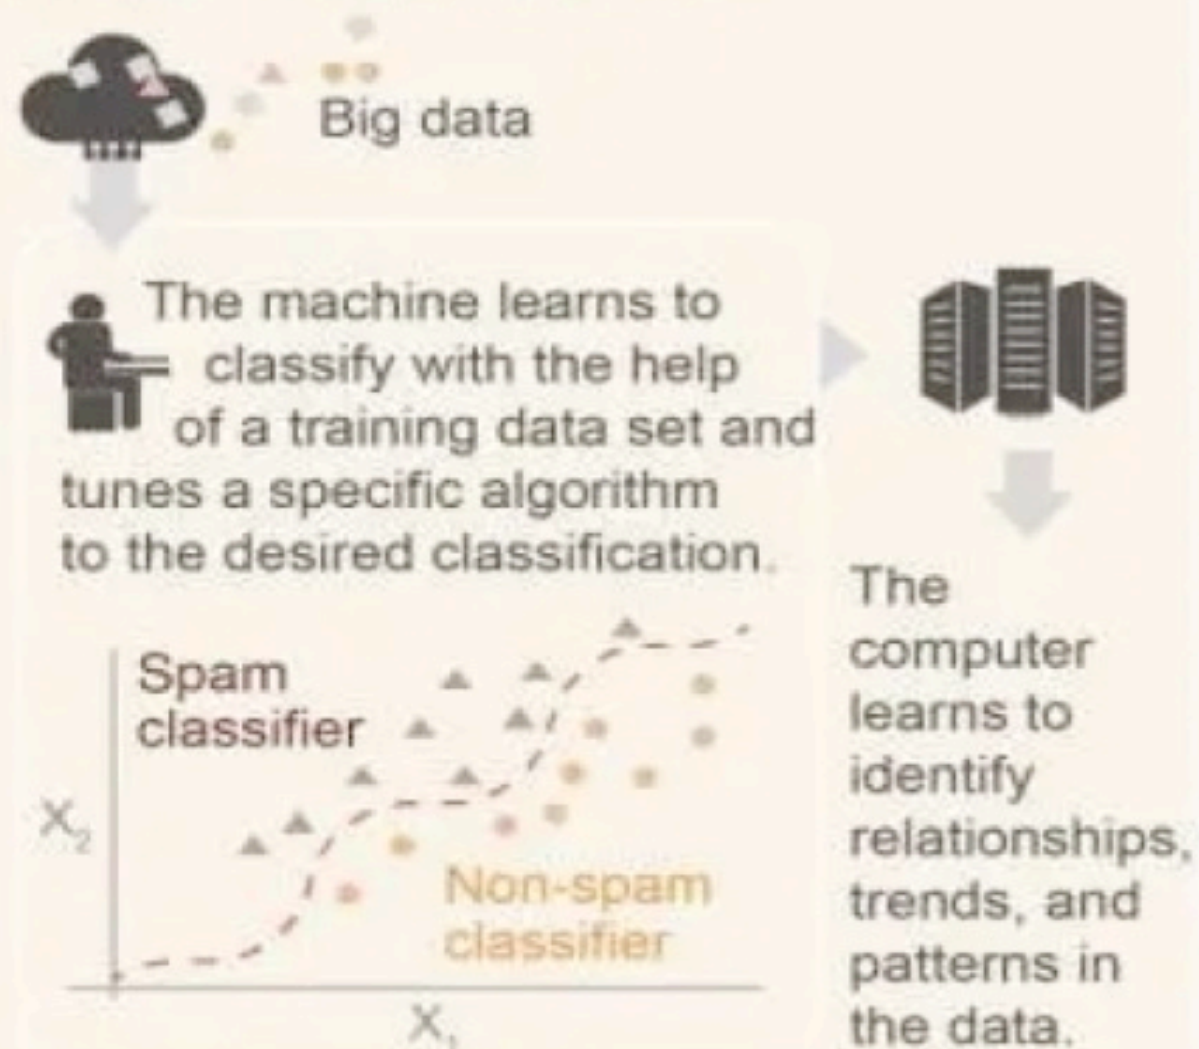 Big data
The machine learns to
classify with the help
of a training data set and
tunes a specific algorithm
to the desired classification.
Spam
classifier
X₂
Non-spam
classifier
X₁
The
computer
learns to
identify
relationships,
trends, and
patterns in
the data.